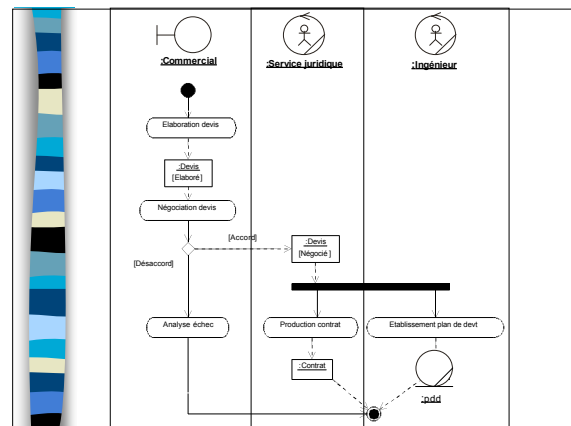 :Commercial
:Service juridique
:Ingénieur
Elaboration devis
:Devis
[Elaboré]
Négociation devis
[Accord]
:Devis
[Négocié]
[Désaccord]
Analyse échec
Production contrat
Etablissement plan de devt
:Contrat
:pdd